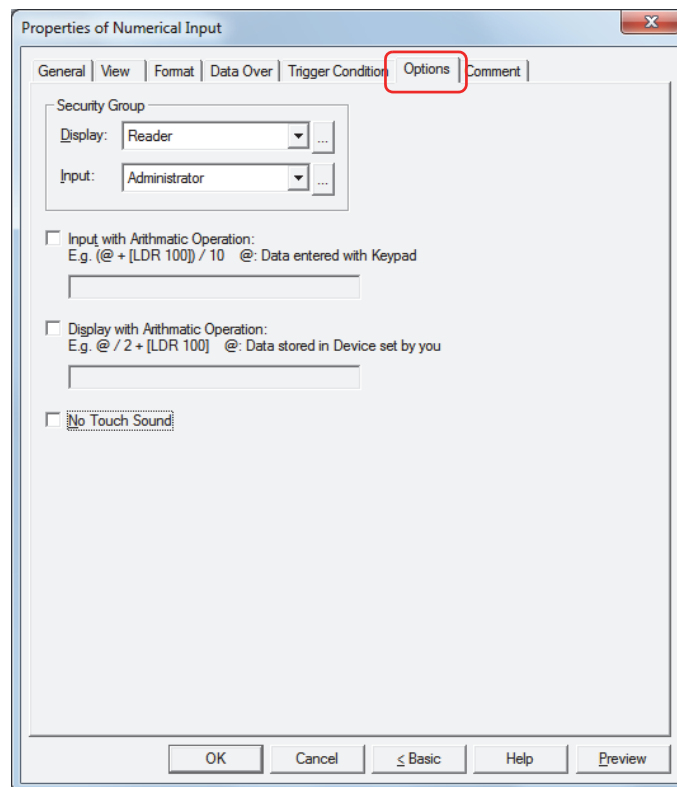 Properties of Numerical Input
x
General View Format Data Over Trigger Condition Options Comment
Security Group
Display: Reader ...
Input: Administrator ...
Input with Arithmatic Operation:
E.g. (@ + [LDR 100]) / 10 @: Data entered with Keypad
Display with Arithmatic Operation:
E.g. @ / 2 + [LDR 100] @: Data stored in Device set by you
No Touch Sound
OK Cancel < Basic Help Preview